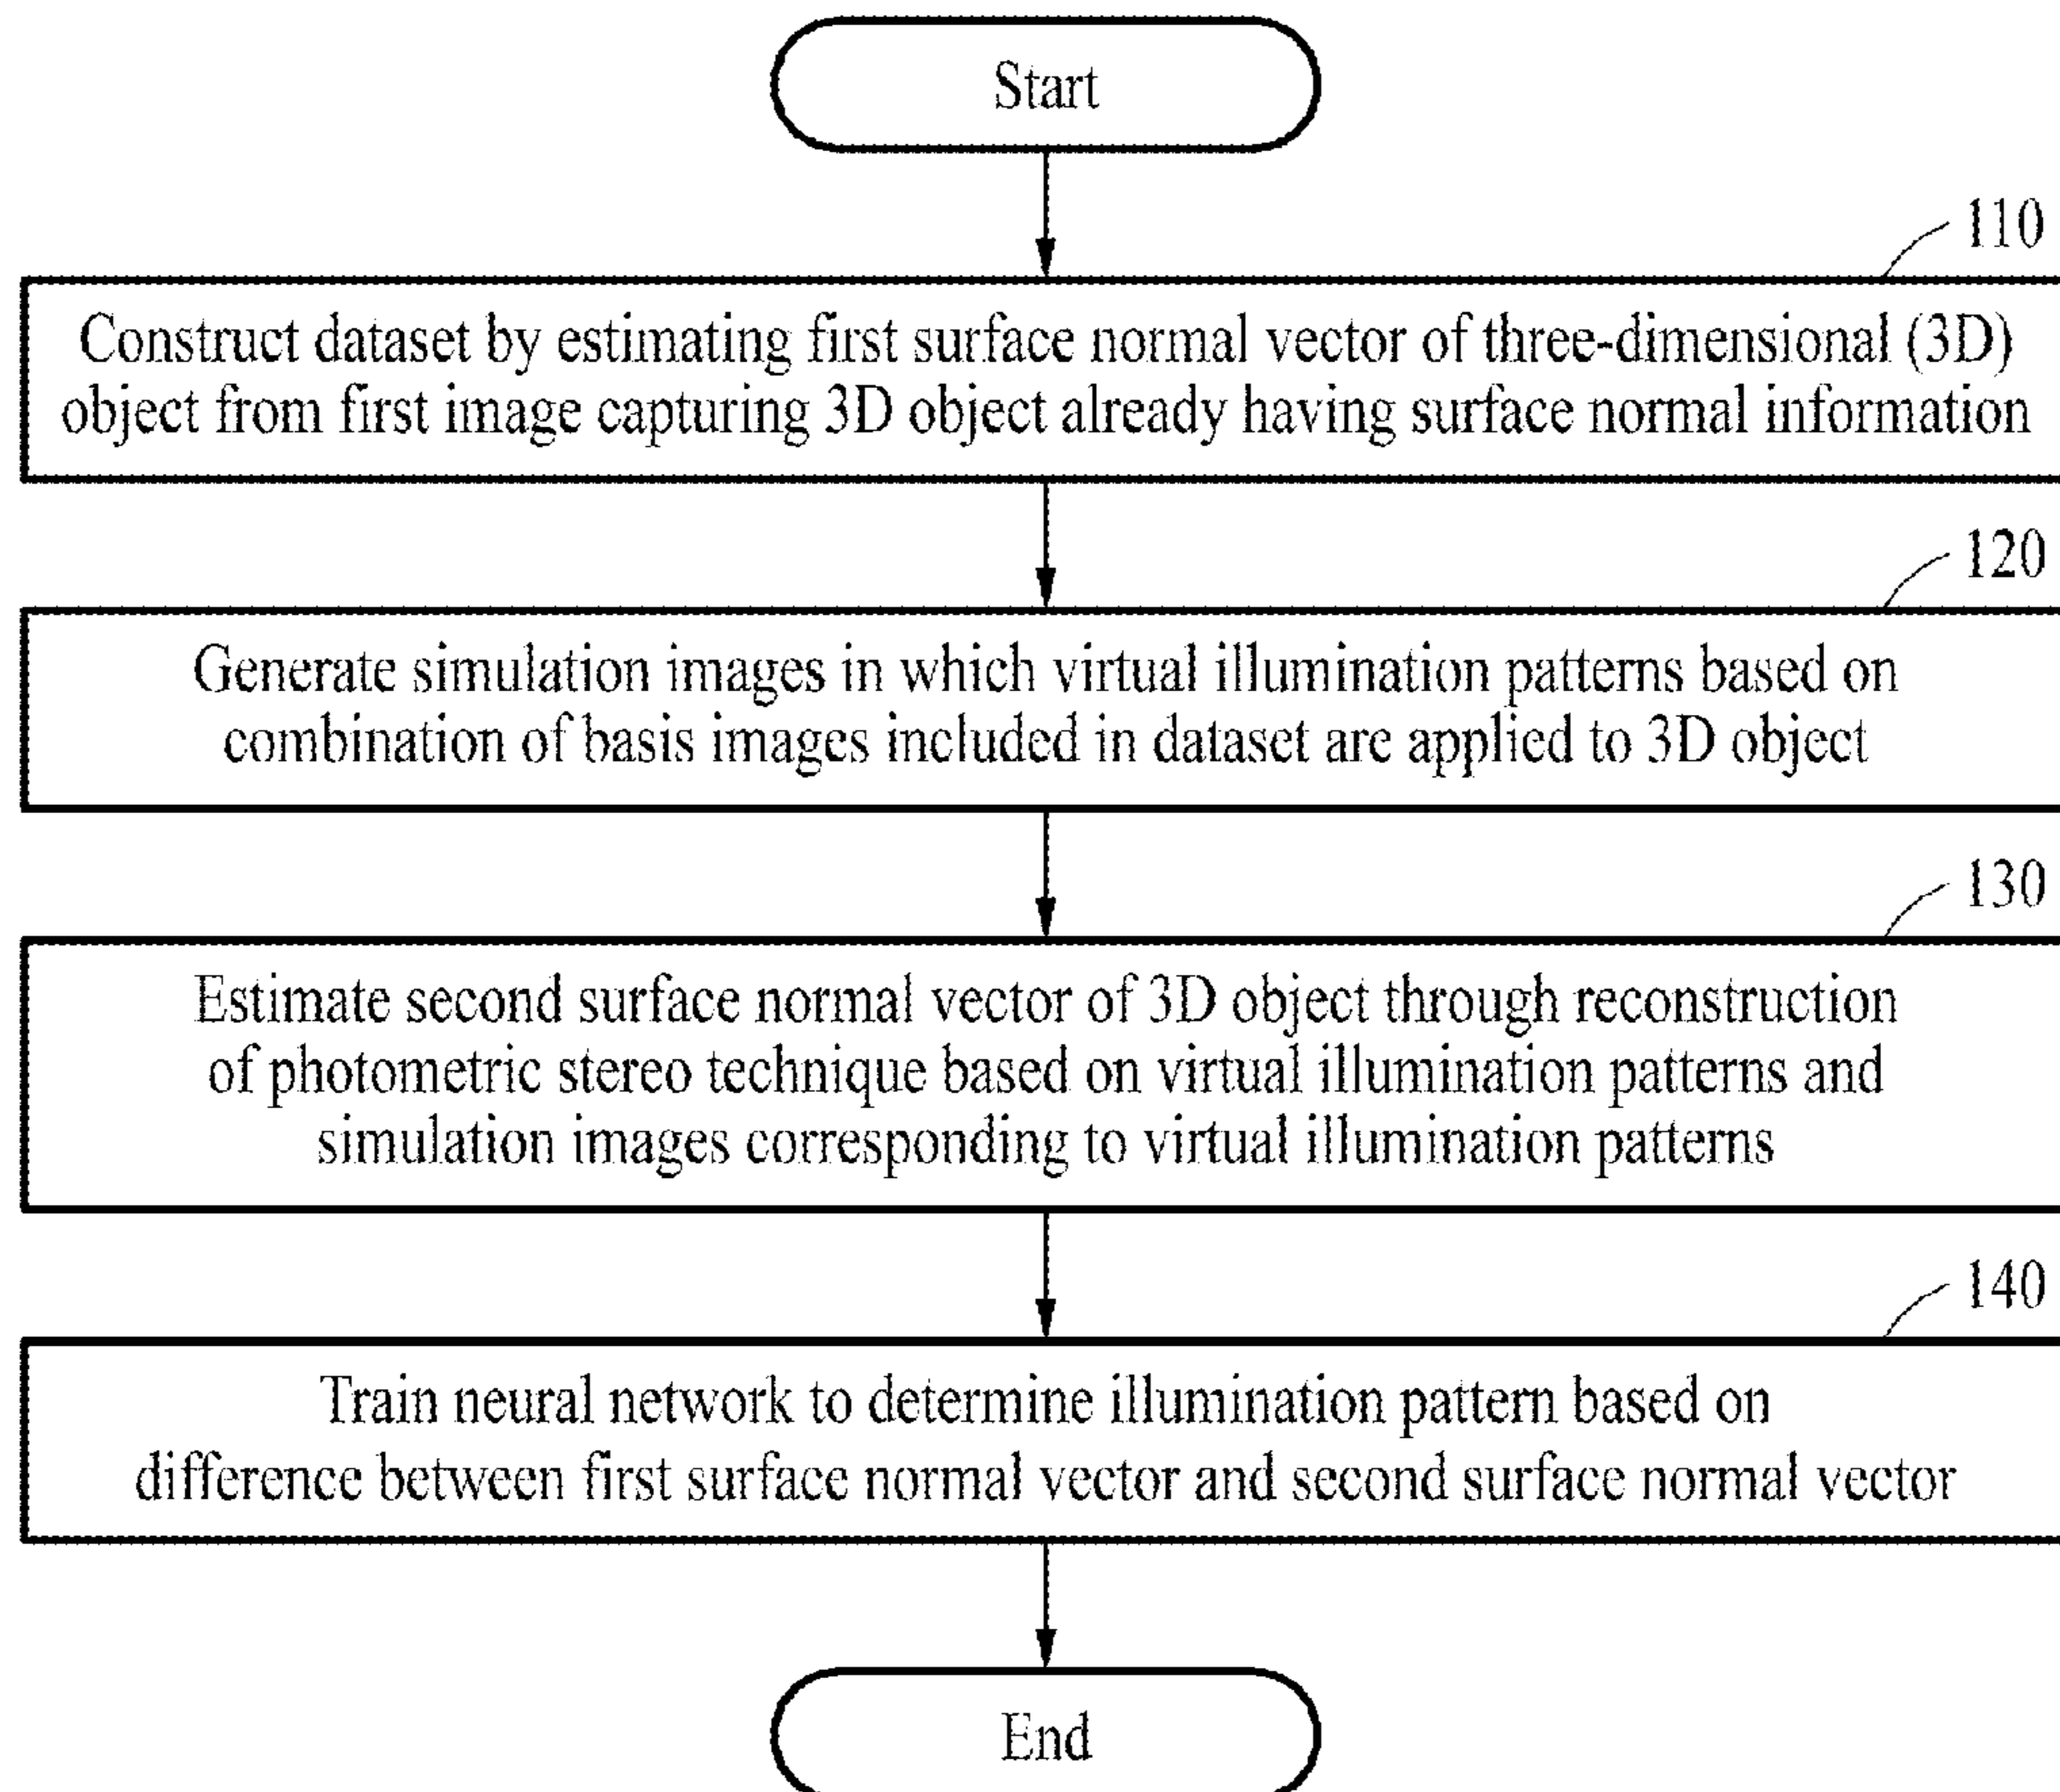 Start
110
Construct dataset by estimating first surface normal vector of three-dimensional (3D)
object from first image capturing 3D object already having surface normal information
120
Generate simulation images in which virtual illumination patterns based on
combination of basis images included in dataset are applied to 3D object
130
Estimate second surface normal vector of 3D object through reconstruction
of photometric stereo technique based on virtual illumination patterns and
simulation images corresponding to virtual illumination patterns
140
Train neural network to determine illumination pattern based on
difference between first surface normal vector and second surface normal vector
End